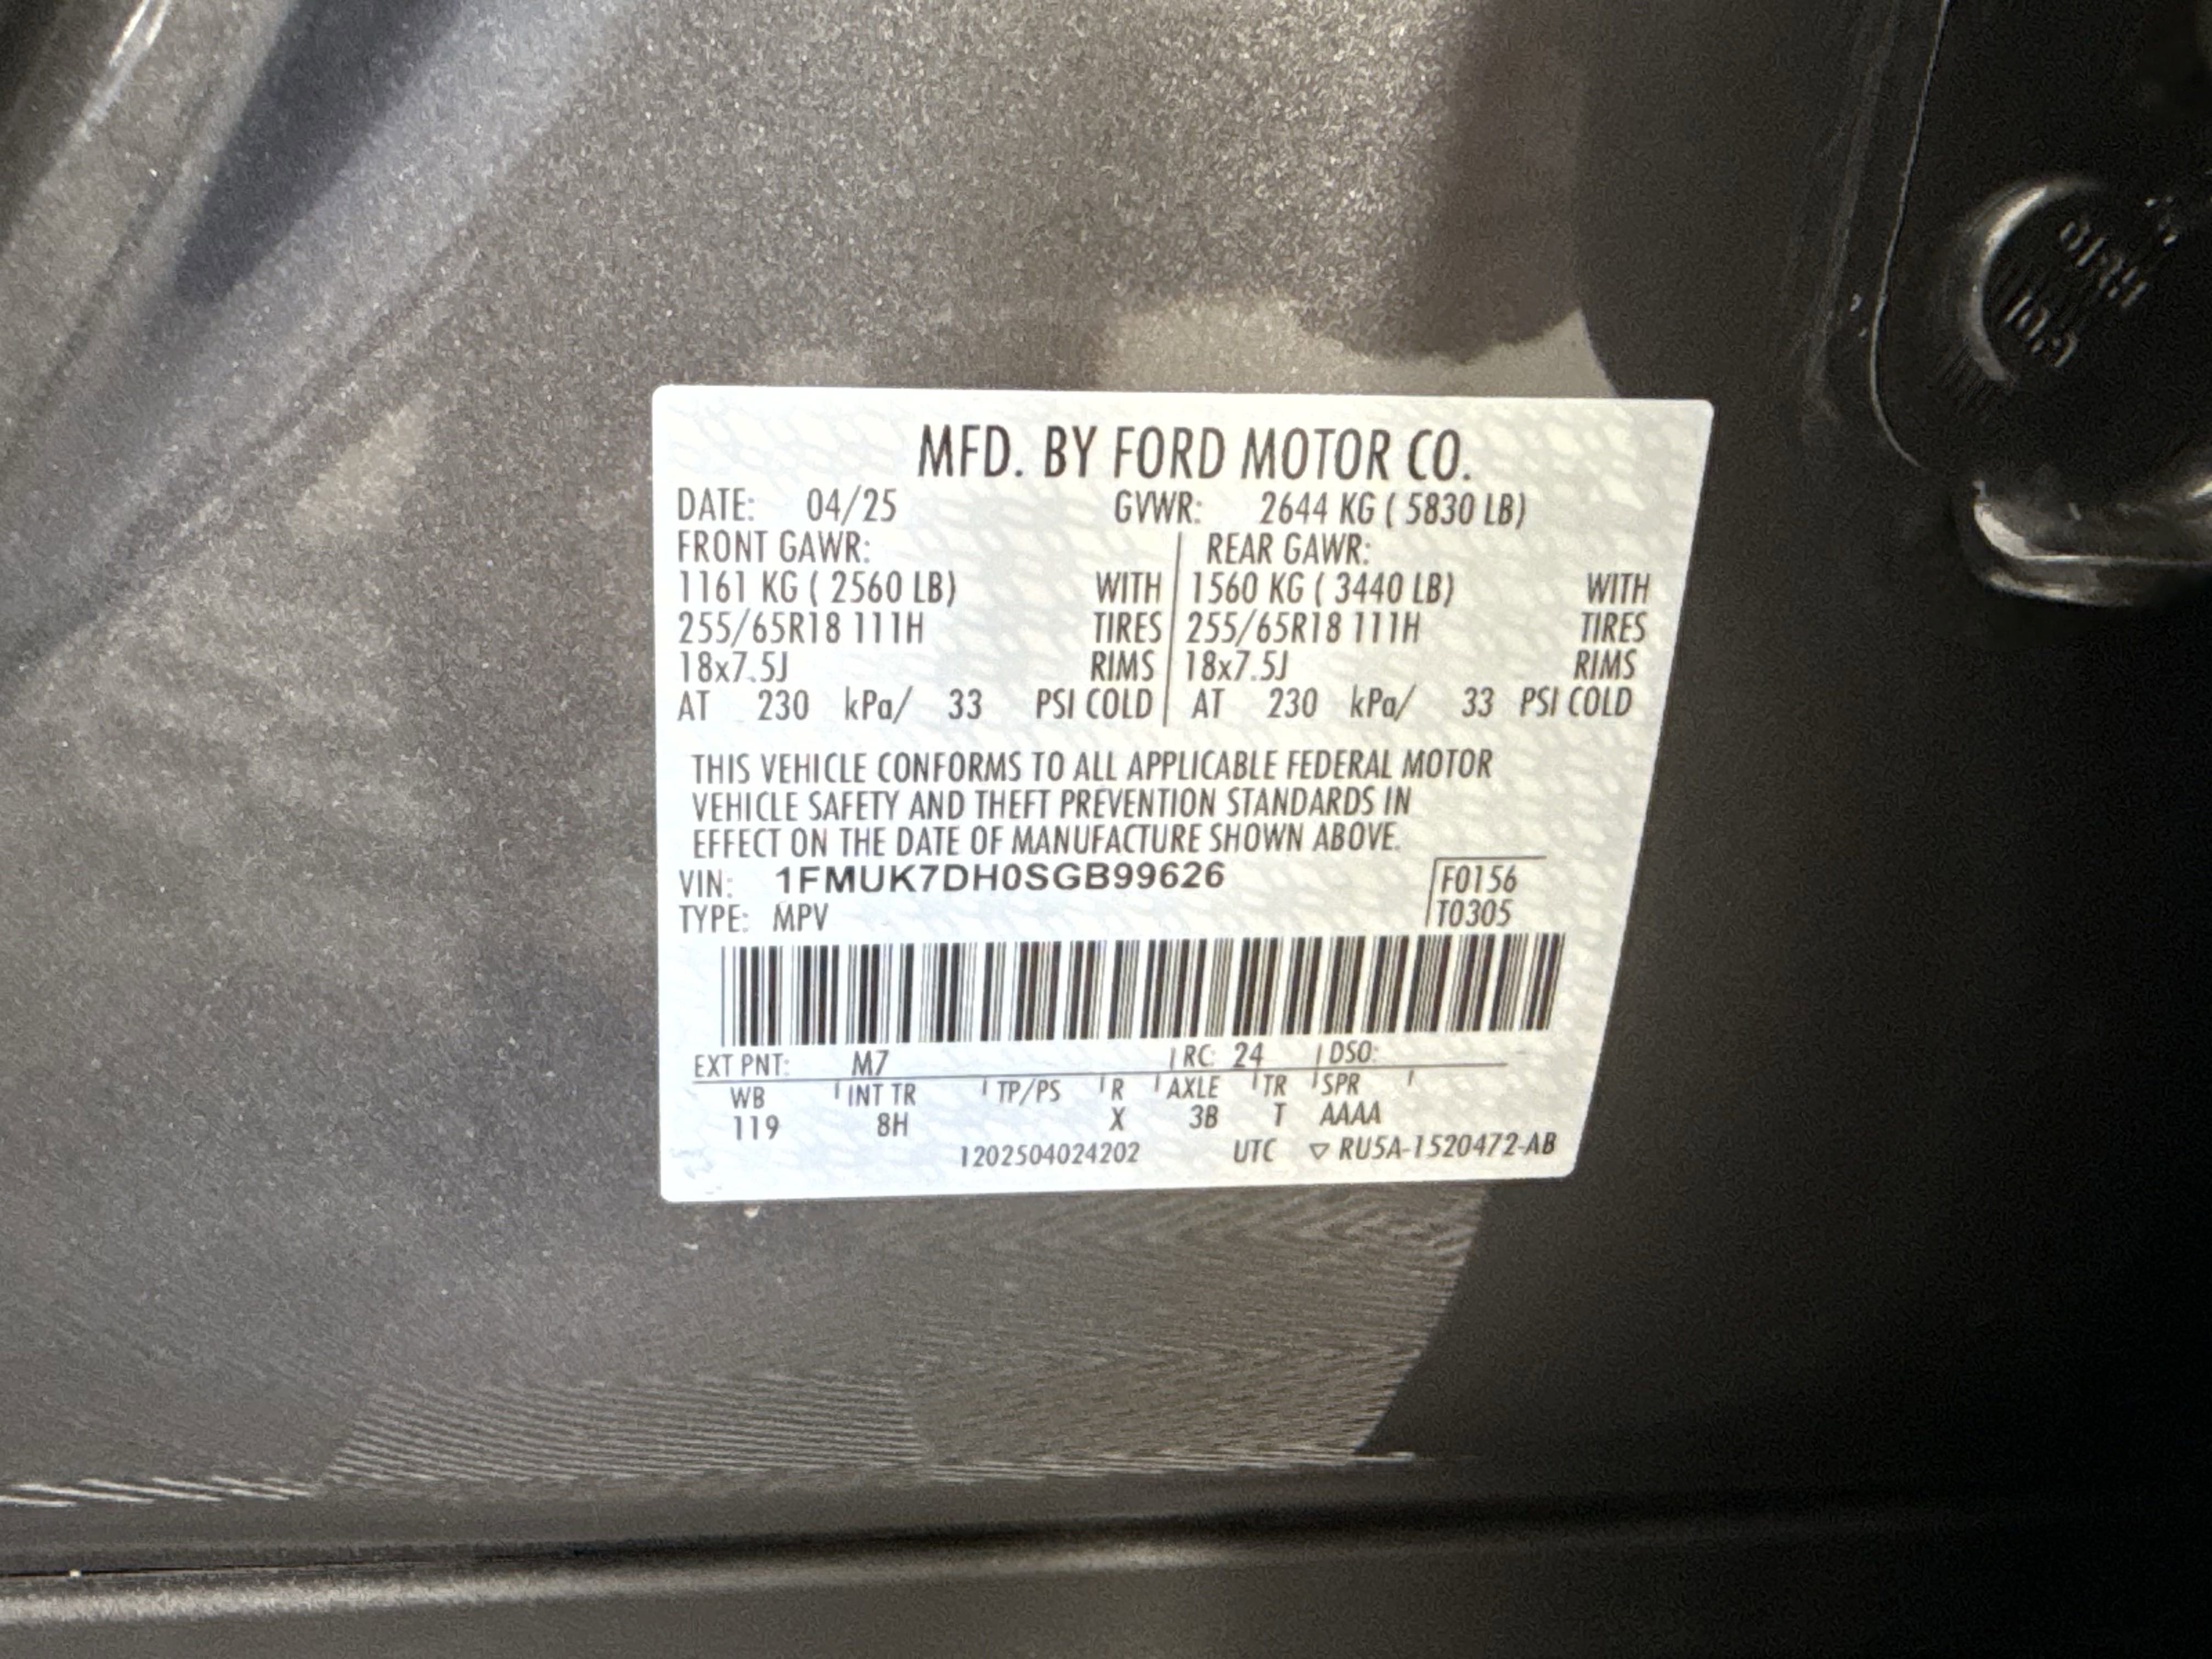 MFD. BY FORD MOTOR CO.
DATE: 04/25 GVWR: 2644 KG ( 5830 LB)
FRONT GAWR: REAR GAWR:
1161 KG ( 2560 LB) WITH 1560 KG ( 3440 LB) WITH
255/65R18 111H TIRES 255/65R18 111H TIRES
18x7.5J RIMS 18x7.5J RIMS
AT 230 kPa/ 33 PSI COLD AT 230 kPa/ 33 PSI COLD
THIS VEHICLE CONFORMS TO ALL APPLICABLE FEDERAL MOTOR
VEHICLE SAFETY AND THEFT PREVENTION STANDARDS IN
EFFECT ON THE DATE OF MANUFACTURE SHOWN ABOVE.
VIN: 1FMUK7DH0SGB99626 F0156
TYPE: MPV T0305
EXT PNT: M7 RC: 24 DSO:
WB INT TR TP/PS R AXLE TR SPR
119 8H X 3B T AAAA
1202504024202 UTC ▽ RU5A-1520472-AB